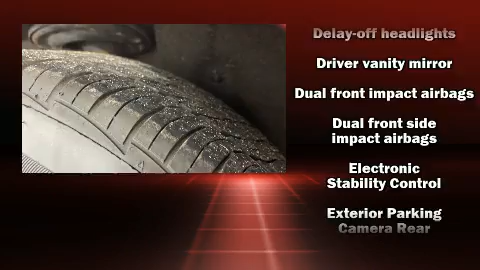 Delay-off headlights
Driver vanity mirror
Dual front impact airbags
Dual front side
impact airbags
Electronic
Stability Control
Exterior Parking
Camera Rear